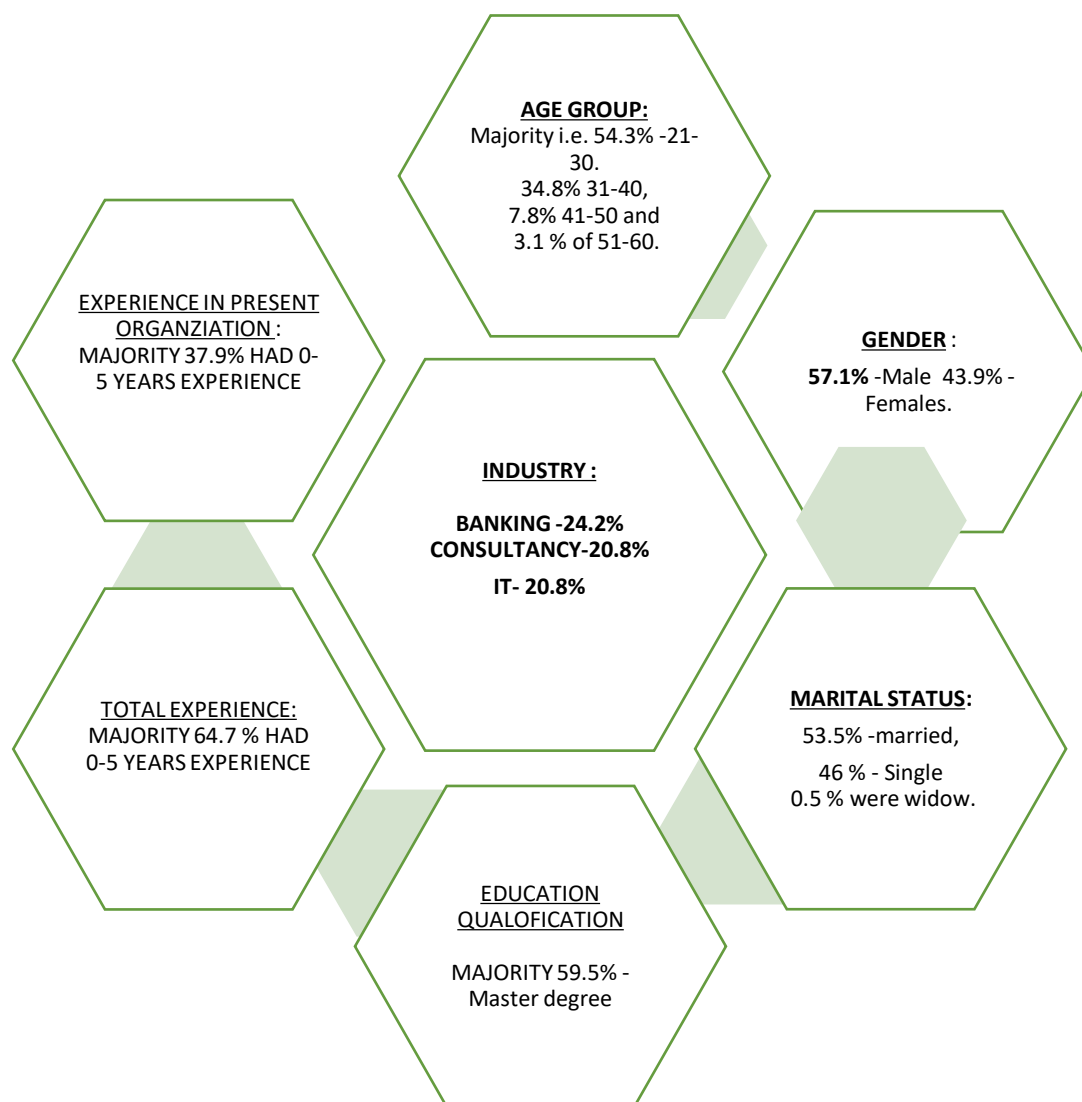 AGE GROUP:
Majority i.e. 54.3% -21-
30.
34.8% 31-40,
7.8% 41-50 and
3.1 % of 51-60.
GENDER :
57.1% -Male 43.9% -
Females.
MARITAL STATUS:
53.5% -married,
46 % - Single
0.5 % were widow.
EDUCATION
QUALOFICATION
MAJORITY 59.5% -
Master degree
TOTAL EXPERIENCE:
MAJORITY 64.7 % HAD
0-5 YEARS EXPERIENCE
EXPERIENCE IN PRESENT
ORGANZIATION :
MAJORITY 37.9% HAD 0-
5 YEARS EXPERIENCE
INDUSTRY :
BANKING -24.2%
CONSULTANCY-20.8%
IT- 20.8%